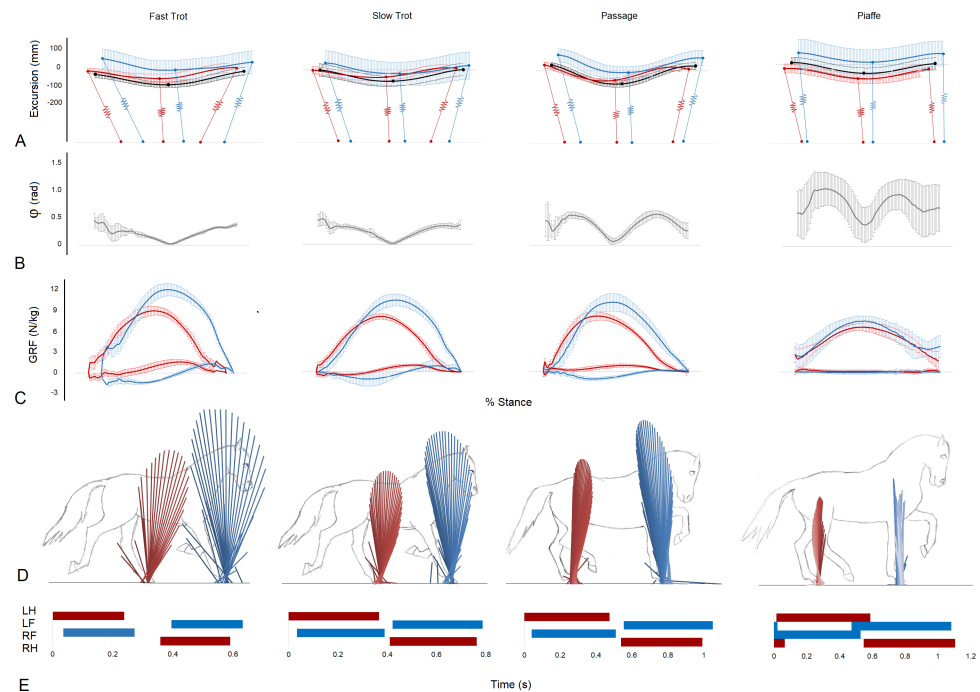 Fast Trot Slow Trot Passage Piaffe
Excursion (mm)
100
0
-100
-200
A
φ (rad)
1.5
1.0
0.5
0
B
GRF (N/kg)
12
9
6
3
0
-3
C
% Stance
D
LH
LF
RF
RH
0 0.2 0.4 0.6
0 0.2 0.4 0.6 0.8
0 0.2 0.4 0.6 0.8 1
0 0.2 0.4 0.6 0.8 1.0 1.2
E
Time (s)